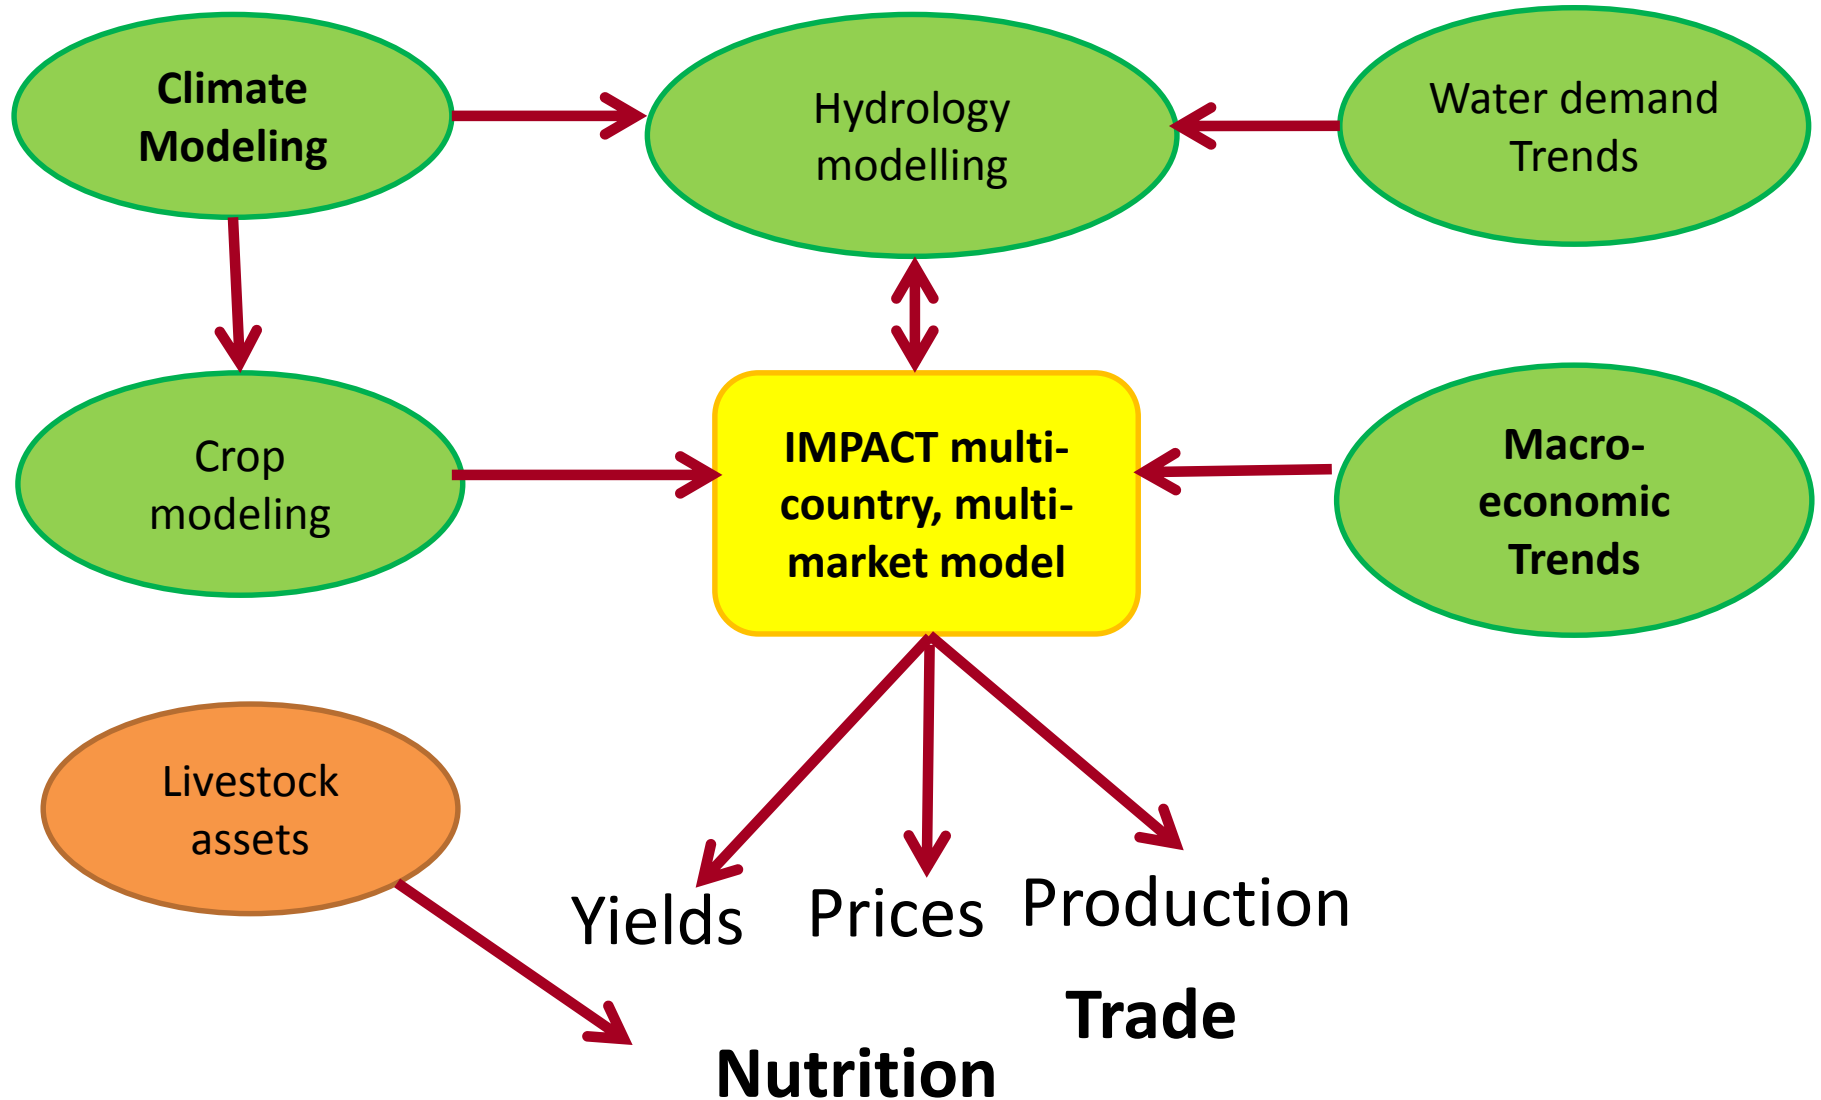 Climate
Modeling
Hydrology
modelling
Water demand
Trends
Crop
modeling
IMPACT multi-
country, multi-
market model
Macro-
economic
Trends
Livestock
assets
Yields
Prices
Production
Trade
Nutrition